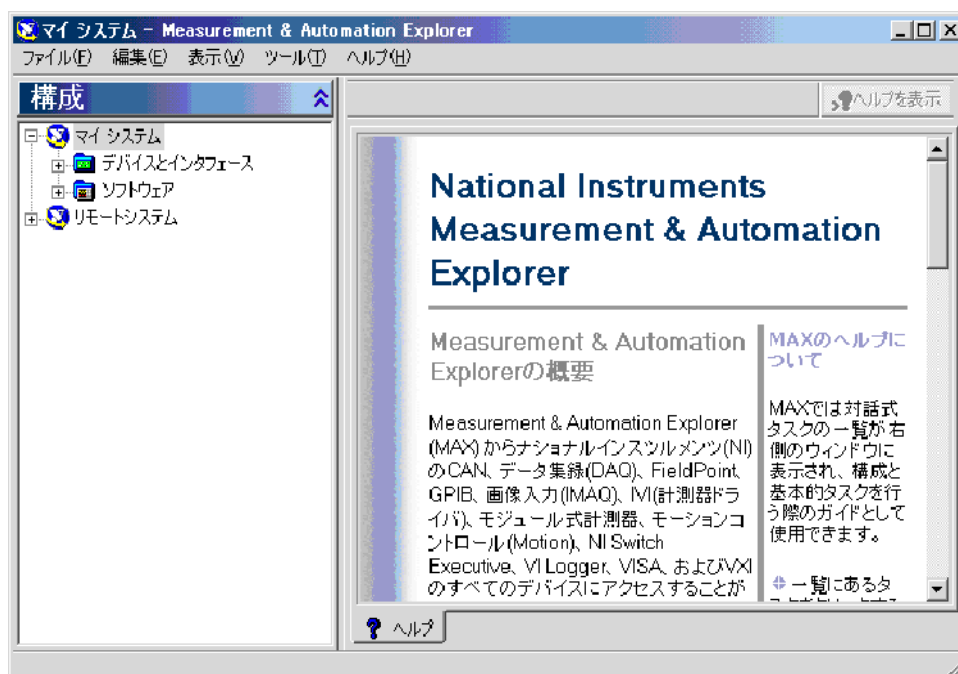 マイ システム - Measurement & Automation Explorer
ファイル(F) 編集(E) 表示(V) ツール(T) ヘルプ(H)
構成
マイ システム
デバイスとインタフェース
ソフトウェア
リモートシステム
ヘルプを表示
National Instruments
Measurement & Automation
Explorer
Measurement & Automation
Explorerの概要
Measurement & Automation Explorer
(MAX) からナショナルインスツルメンツ(NI)
のCAN、データ集録(DAQ)、FieldPoint、
GPIB、画像入力(IMAQ)、IVI(計測器ドラ
イバ)、モジュール式計測器、モーションコ
ントロール(Motion)、NI Switch
Executive、VI Logger、VISA、およびVXI
のすべてのデバイスにアクセスすることが
MAXのヘルプに
ついて
MAXでは対話式
タスクの一覧が右
側のウィンドウに
表示され、構成と
基本的タスクを行
う際のガイドとして
使用できます。
一覧にあるタ
ヘルプ